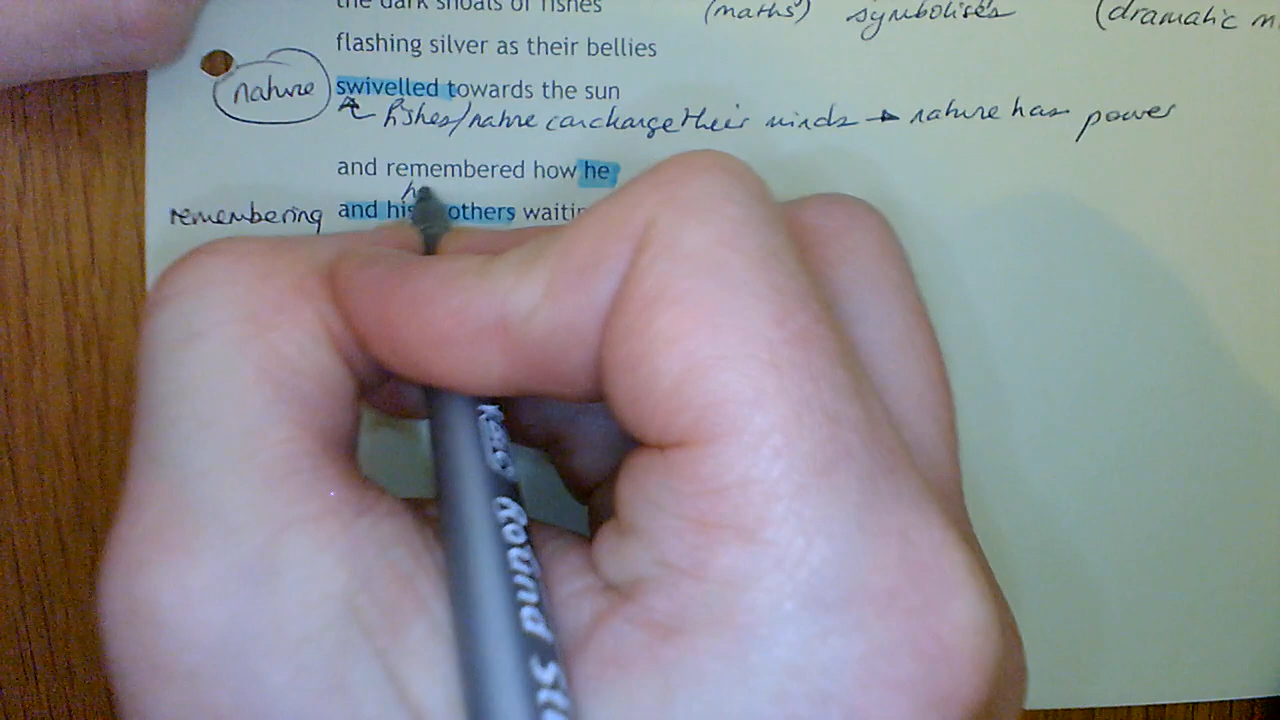 the dark shoals of fishes (maths) symbolises (dramatic
flashing silver as their bellies
nature swivelled towards the sun
fishes/nature can change their minds → nature has power
and remembered how he
remembering and his others
Round